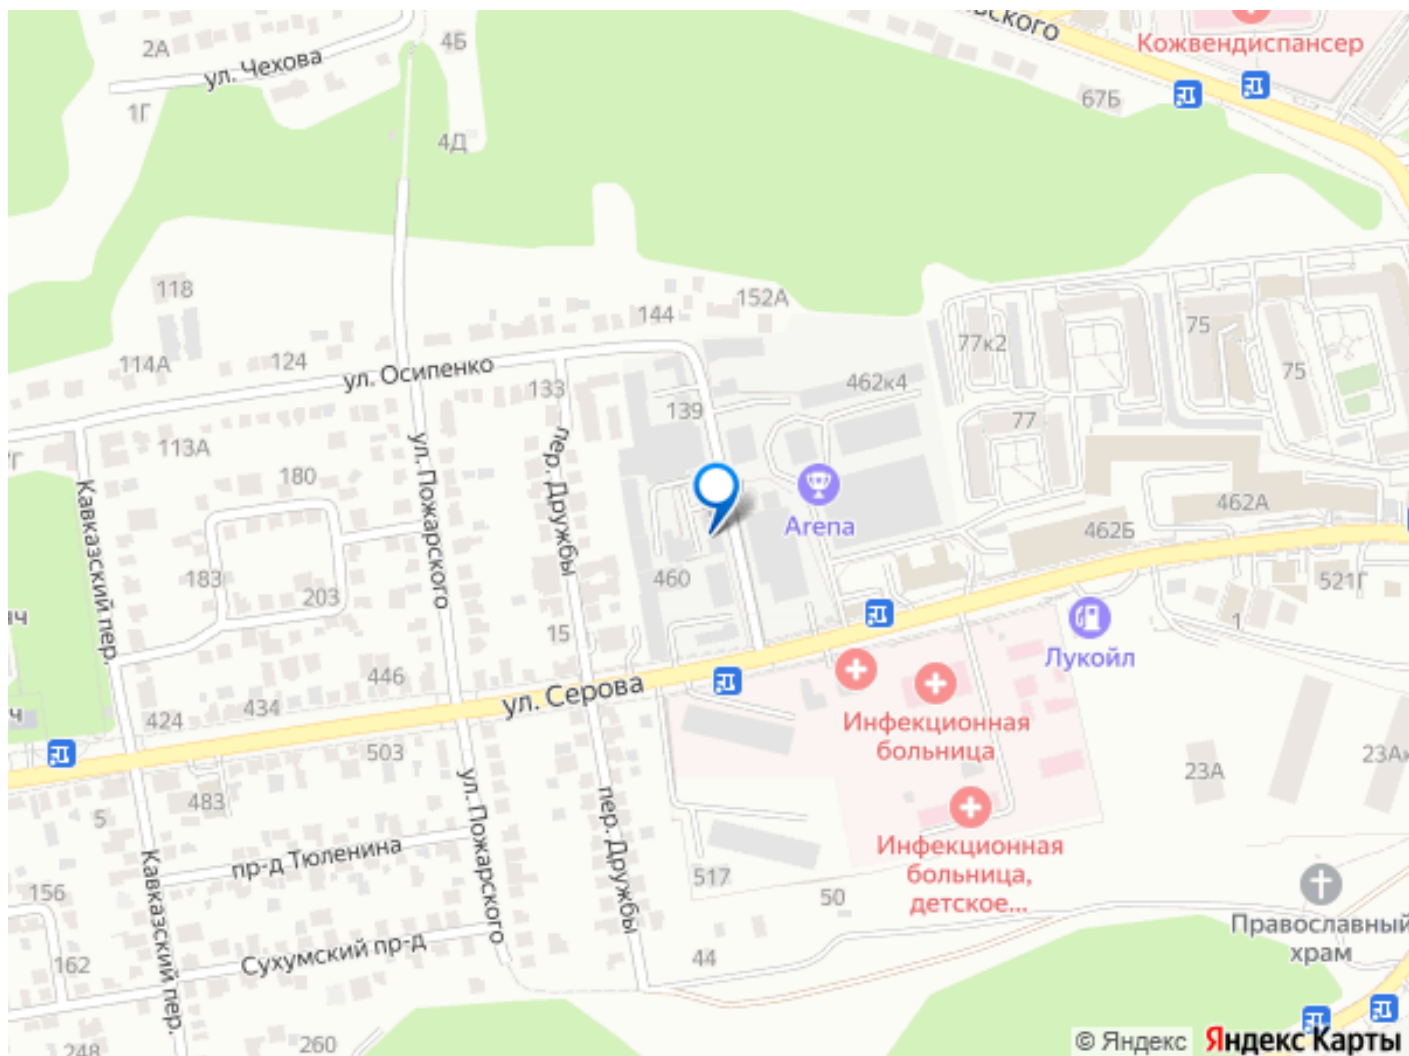 2А
4Б
ул. Чехова
1Г
4Д
Кожвендиспансер
67Б
118
144
152А
114А
124
ул. Осипенко
133
139
462к4
77к2
75
75
77
113А
180
ул. Пожарского
пер. Дружбы
Кавказский пер.
Arena
462Б
462А
183
203
460
15
521Г
1
Лукойл
446
434
424
ул. Серова
503
483
5
Инфекционная
больница
23А
ул. Пожарского
пер. Дружбы
пр-д Тюленина
Кавказский пер.
Инфекционная
больница,
детское...
517
50
156
162
Сухумский пр-д
44
Православный
храм
248
260
© Яндекс Яндекс Карты